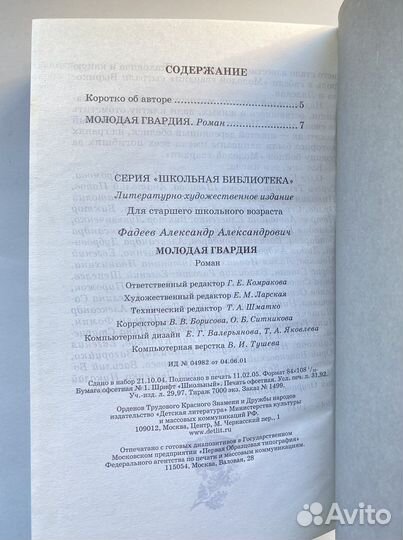 СОДЕРЖАНИЕ
Коротко об авторе ........................ 5
МОЛОДАЯ ГВАРДИЯ. Роман .................... 7
СЕРИЯ «ШКОЛЬНАЯ БИБЛИОТЕКА»
Литературно-художественное издание
Для старшего школьного возраста
Фадеев Александр Александрович
МОЛОДАЯ ГВАРДИЯ
Роман
Ответственный редактор Г. Е. Комракова
Художественный редактор Е. М. Ларская
Технический редактор Т. А. Шматко
Корректоры В. В. Борисова, О. Б. Ситникова
Компьютерный дизайн Е. Г. Валерьянова, Т. А. Яковлева
Компьютерная верстка В. И. Тушева
ИД № 04982 от 04.06.01
Сдано в набор 21.10.04. Подписано в печать 11.02.05. Формат 84×108 1/
Бумага офсетная № 1. Шрифт «Школьный». Печать офсетная. Усл. печ. л. 31,92.
Уч.-изд. л. 29,97. Тираж 7000 экз. Заказ № 1499.
Орденов Трудового Красного Знамени и Дружбы народов
издательство «Детская литература» Министерства культуры
и массовых коммуникаций РФ.
109012, Москва, Центр, М. Черкасский пер., 1
www.detlit.ru
Отпечатано с готовых диапозитивов в Государственном
Московском предприятии «Первая Образцовая типография»
Федерального агентства по печати и массовым коммуникациям.
115054, Москва, Валовая, 28
Avito